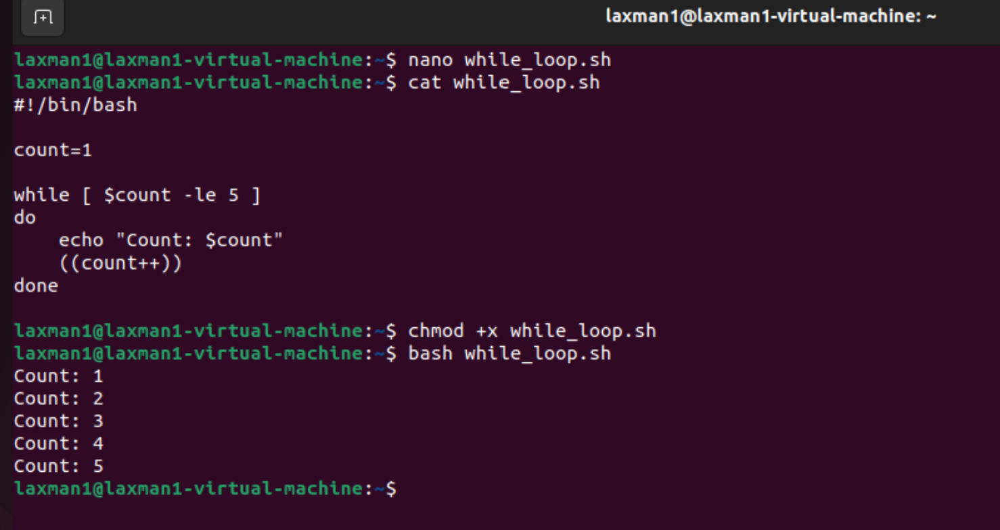 laxman1@laxman1-virtual-machine: ~
laxman1@laxman1-virtual-machine:~$ nano while_loop.sh
laxman1@laxman1-virtual-machine:~$ cat while_loop.sh
#!/bin/bash

count=1

while [ $count -le 5 ]
do
    echo "Count: $count"
    ((count++))
done

laxman1@laxman1-virtual-machine:~$ chmod +x while_loop.sh
laxman1@laxman1-virtual-machine:~$ bash while_loop.sh
Count: 1
Count: 2
Count: 3
Count: 4
Count: 5
laxman1@laxman1-virtual-machine:~$